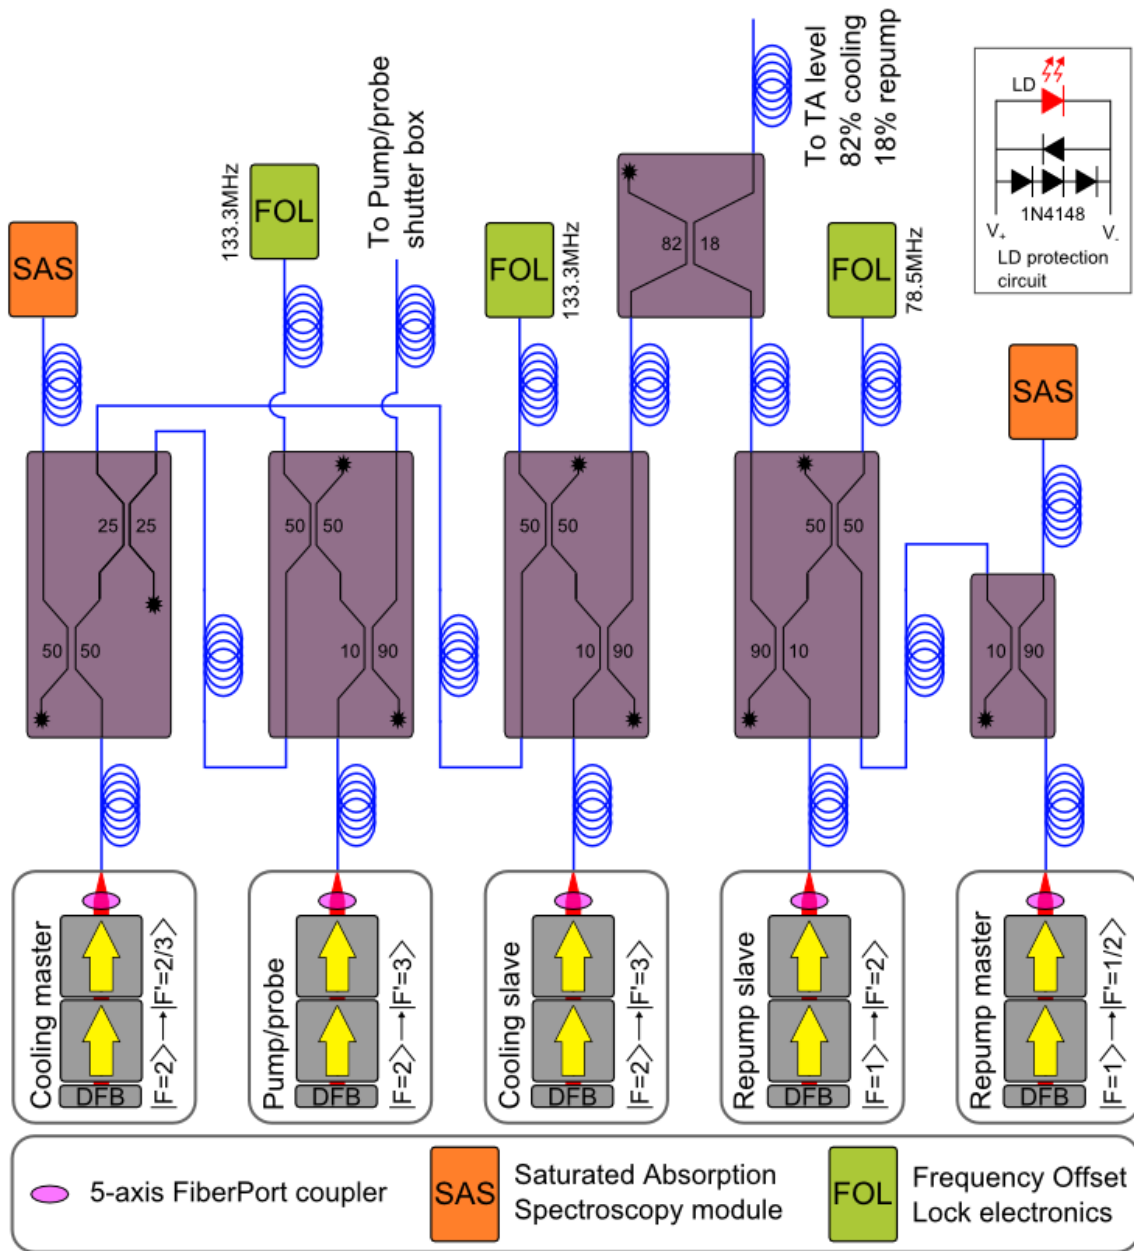 To Pump/probe
shutter box
To TA level
82% cooling
18% repump
LD
1N4148
V+
V-
LD protection
circuit
133.3MHz
FOL
SAS
FOL
133.3MHz
82
18
FOL
78.5MHz
SAS
25
25
50
50
50
50
50
50
50
50
10
90
10
90
90
10
10
90
Cooling master
DFB
|F=2⟩→|F'=2/3⟩
Pump/probe
DFB
|F=2⟩→|F'=3⟩
Cooling slave
DFB
|F=2⟩→|F'=3⟩
Repump slave
DFB
|F=1⟩→|F'=2⟩
Repump master
DFB
|F=1⟩→|F'=1/2⟩
5-axis FiberPort coupler
SAS
Saturated Absorption
Spectroscopy module
FOL
Frequency Offset
Lock electronics